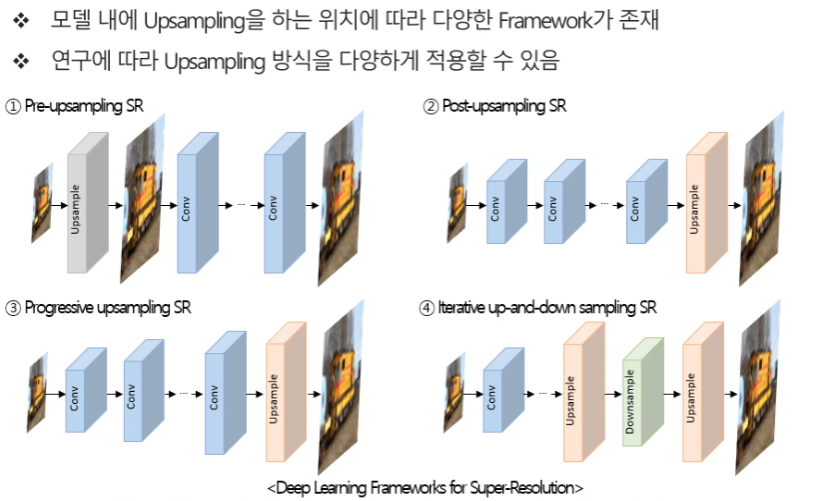 ❖ 모델 내에 Upsampling을 하는 위치에 따라 다양한 Framework가 존재
❖ 연구에 따라 Upsampling 방식을 다양하게 적용할 수 있음
① Pre-upsampling SR
Upsample
Conv
...
Conv
② Post-upsampling SR
Conv
Conv
...
Conv
Upsample
③ Progressive upsampling SR
Conv
Conv
...
Conv
Upsample
④ Iterative up-and-down sampling SR
Conv
...
Upsample
Downsample
Upsample
<Deep Learning Frameworks for Super-Resolution>